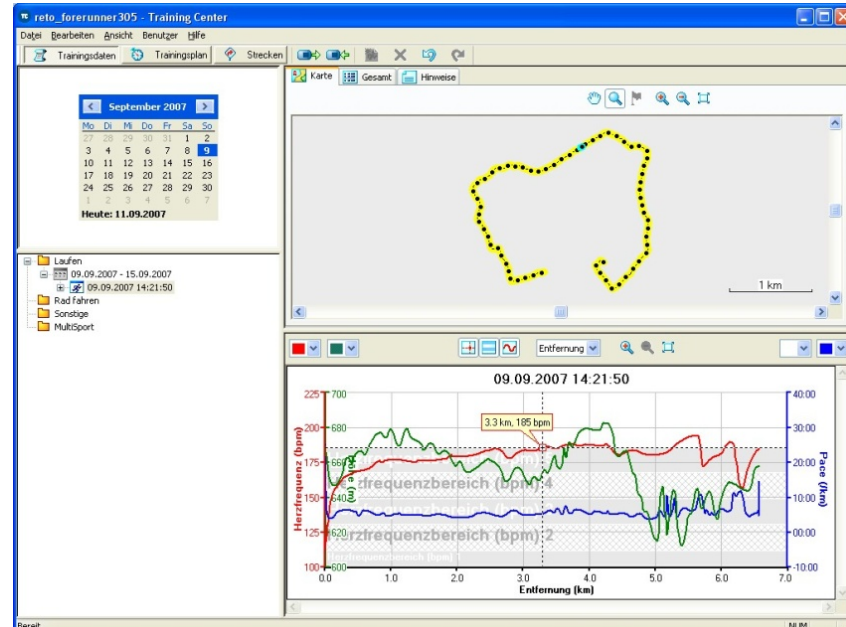 reto_forerunner305 - Training Center
Datei Bearbeiten Ansicht Benutzer Hilfe
Trainingsdaten Trainingsplan Strecken
Karte Gesamt Hinweise
September 2007
Mo Di Mi Do Fr Sa So
27 28 29 30 31 1 2
3 4 5 6 7 8 9
10 11 12 13 14 15 16
17 18 19 20 21 22 23
24 25 26 27 28 29 30
1 2 3 4 5 6 7
Heute: 11.09.2007
1 km
Laufen
09.09.2007 - 15.09.2007
09.09.2007 14:21:50
Rad fahren
Sonstige
MultiSport
Entfernung
09.09.2007 14:21:50
225 700 40:00
3.3 km, 185 bpm
200 680 30:00
175 660 20:00
Herzfrequenzbereich (bpm) 4
150 640 10:00
125 620 00:00
Herzfrequenzbereich (bpm) 2
100 600 -10:00
Herzfrequenz (bpm)
Höhe (m)
Pace (/km)
0.0 1.0 2.0 3.0 4.0 5.0 6.0 7.0
Entfernung (km)
Bereit NUM